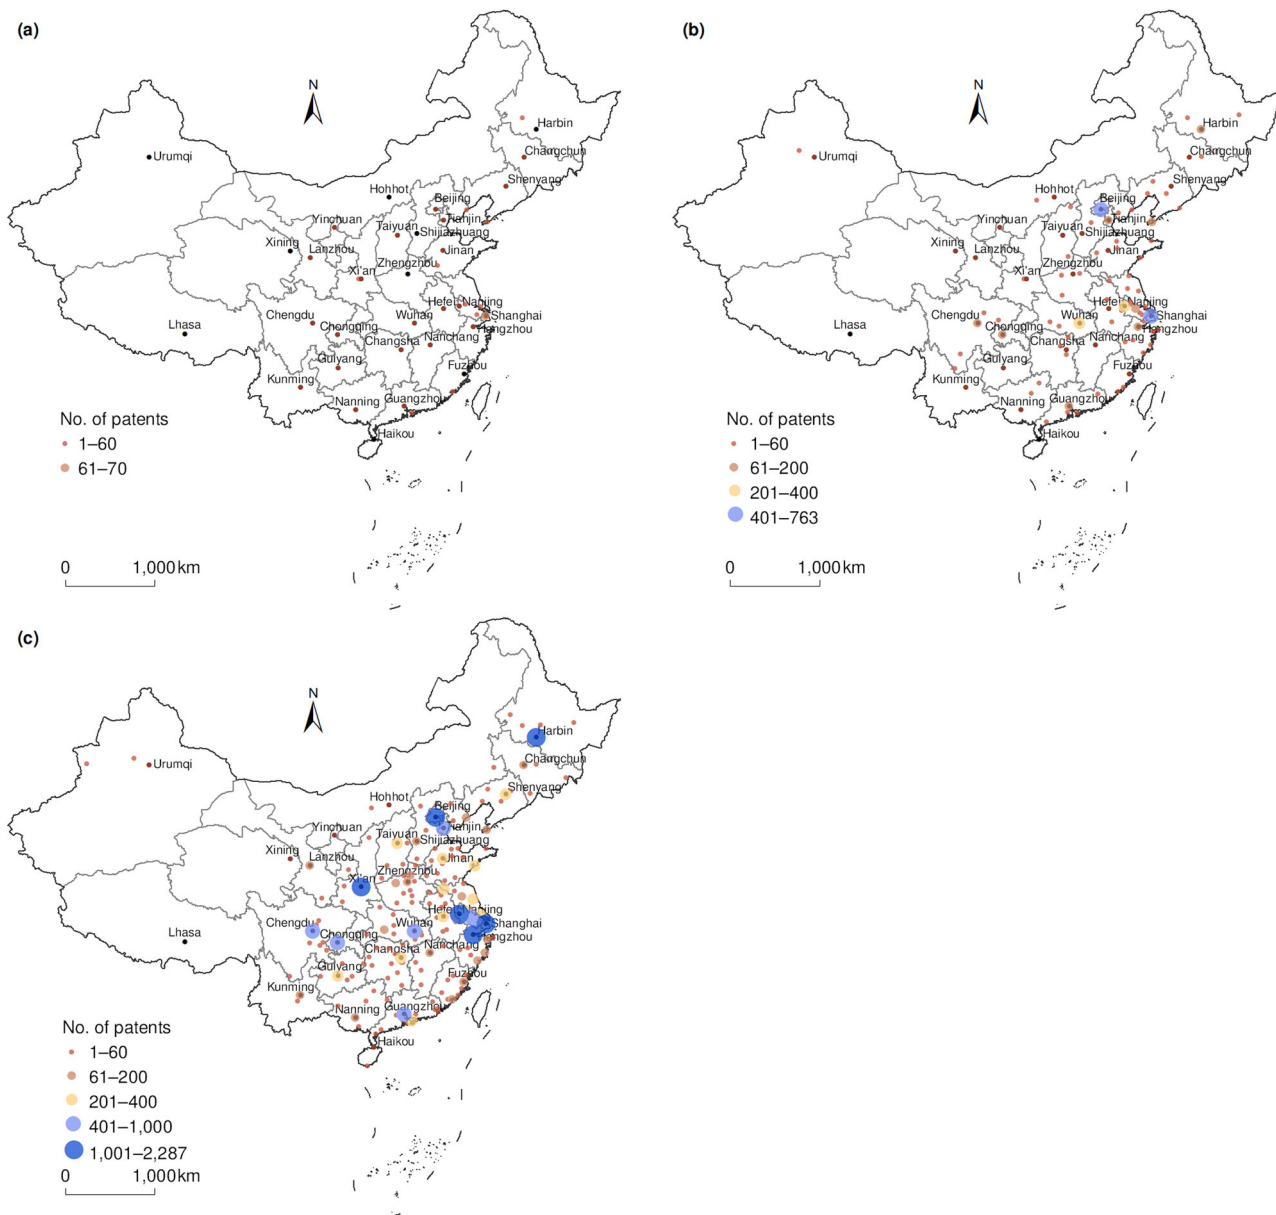 (a)
N
Harbin
Urumqi
Changchun
Shenyang
Hohhot
Beijing
Yinchuan
Tianjin
Taiyuan
Shijiazhuang
Xining
Lanzhou
Jinan
Zhengzhou
Xi'an
Hefei
Nanjing
Chengdu
Wuhan
Shanghai
Lhasa
Chongqing
Hangzhou
Changsha
Nanchang
Guiyang
Fuzhou
Kunming
Nanning
Guangzhou
Haikou
No. of patents
1–60
61–70
0 1,000km
(b)
N
Harbin
Urumqi
Changchun
Shenyang
Hohhot
Beijing
Yinchuan
Tianjin
Taiyuan
Shijiazhuang
Xining
Lanzhou
Jinan
Zhengzhou
Xi'an
Hefei
Nanjing
Chengdu
Wuhan
Shanghai
Lhasa
Chongqing
Hangzhou
Changsha
Nanchang
Guiyang
Fuzhou
Kunming
Nanning
Guangzhou
Haikou
No. of patents
1–60
61–200
201–400
401–763
0 1,000km
(c)
N
Harbin
Urumqi
Changchun
Shenyang
Hohhot
Beijing
Yinchuan
Tianjin
Taiyuan
Shijiazhuang
Xining
Lanzhou
Jinan
Zhengzhou
Xi'an
Hefei
Nanjing
Chengdu
Wuhan
Shanghai
Lhasa
Chongqing
Hangzhou
Changsha
Nanchang
Guiyang
Fuzhou
Kunming
Nanning
Guangzhou
Haikou
No. of patents
1–60
61–200
201–400
401–1,000
1,001–2,287
0 1,000km